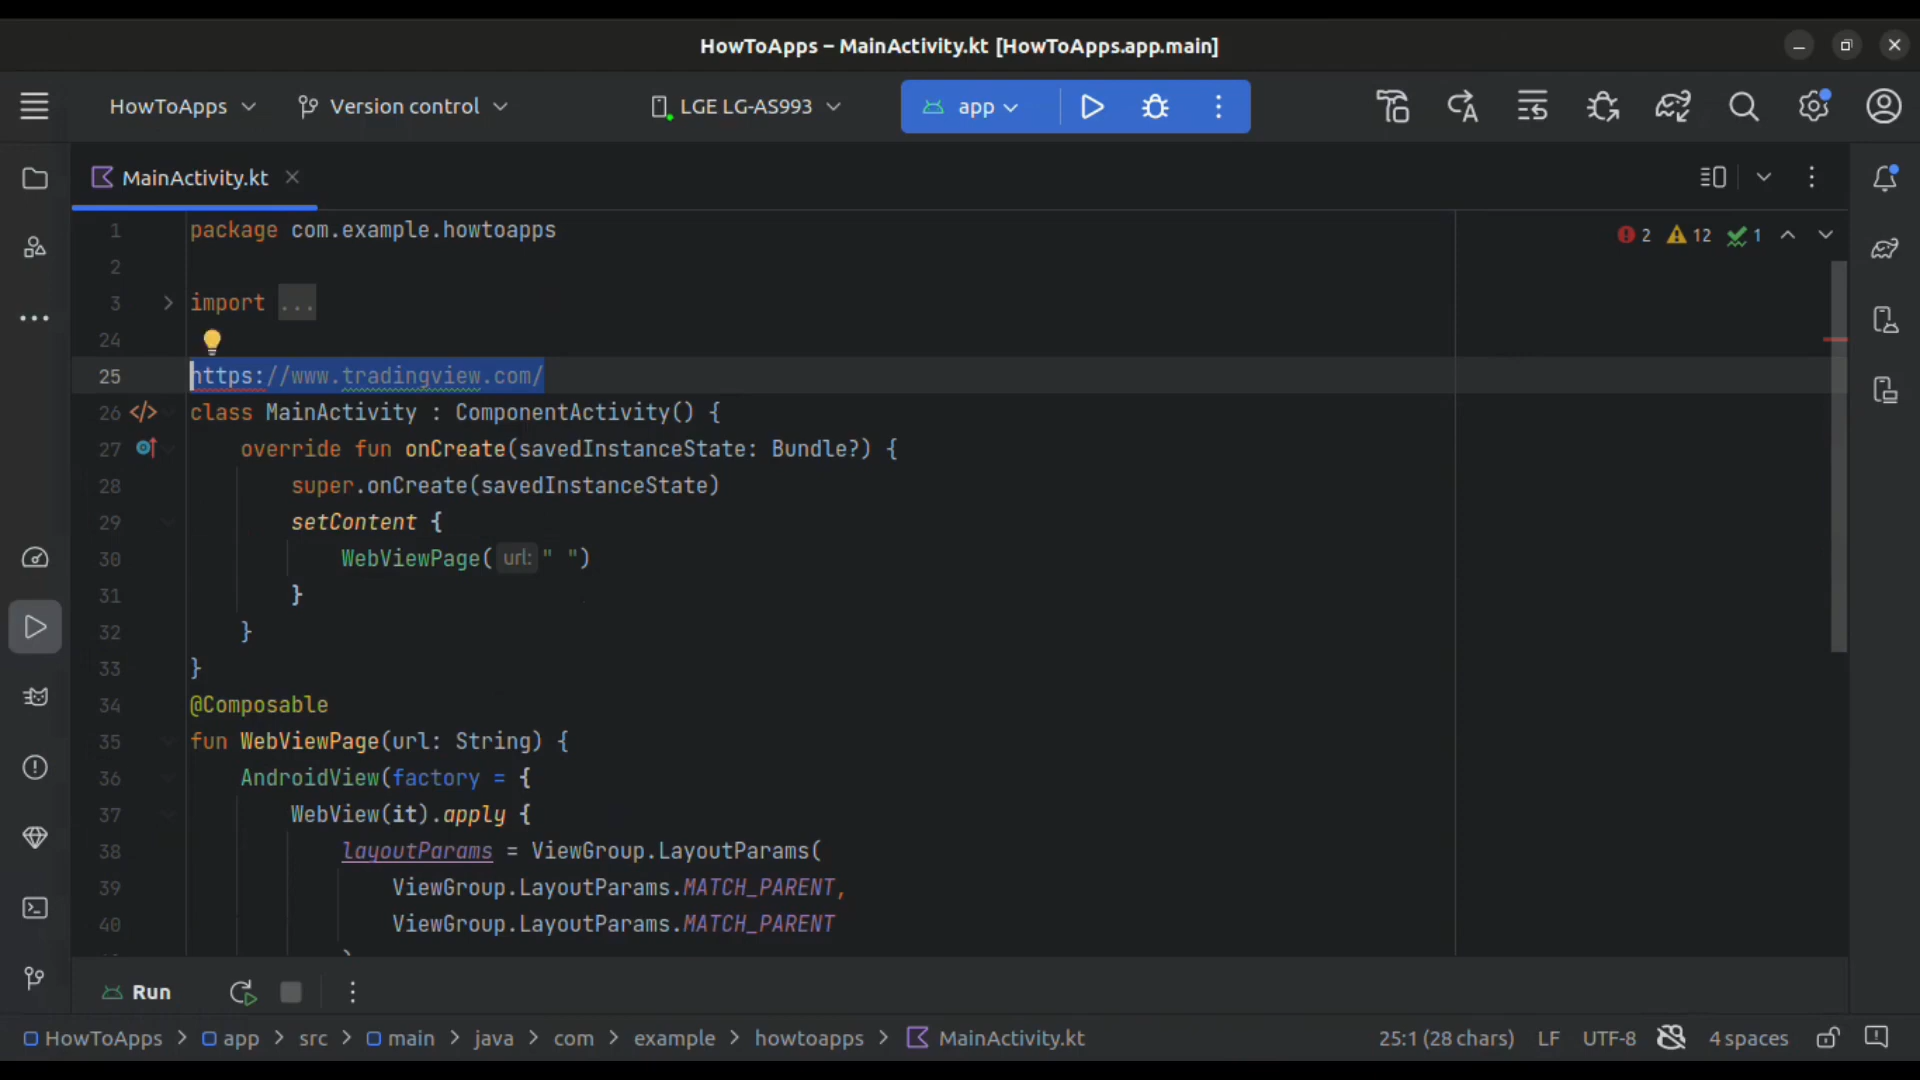 HowToApps – MainActivity.kt [HowToApps.app.main]
HowToApps Version control LGE LG-AS993 app
MainActivity.kt
1 package com.example.howtoapps
2 12 1
2
3 import ...
24
25 https://www.tradingview.com/
26 class MainActivity : ComponentActivity() {
27 override fun onCreate(savedInstanceState: Bundle?) {
28 super.onCreate(savedInstanceState)
29 setContent {
30 WebViewPage( url: " ")
31 }
32 }
33 }
34 @Composable
35 fun WebViewPage(url: String) {
36 AndroidView(factory = {
37 WebView(it).apply {
38 layoutParams = ViewGroup.LayoutParams(
39 ViewGroup.LayoutParams.MATCH_PARENT,
40 ViewGroup.LayoutParams.MATCH_PARENT
Run
HowToApps > app > src > main > java > com > example > howtoapps > MainActivity.kt 25:1 (28 chars) LF UTF-8 4 spaces